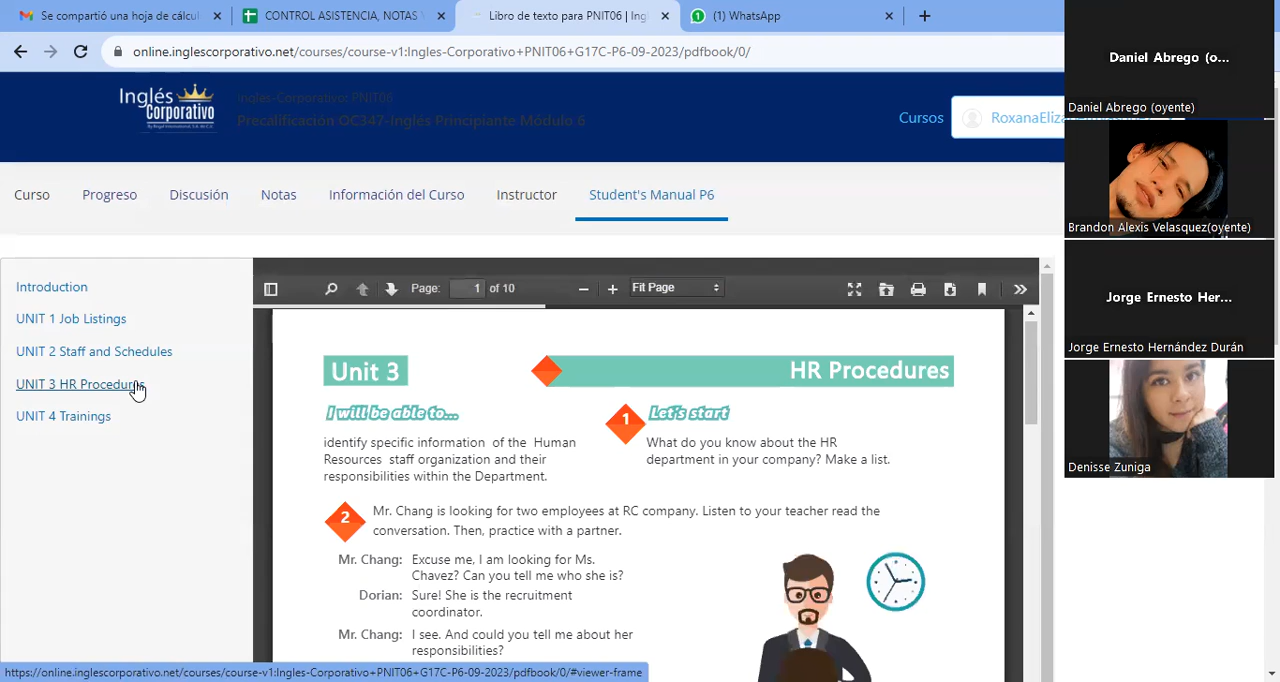 Se compartió una hoja de cálcul
CONTROL ASISTENCIA, NOTAS Y
Libro de texto para PNIT06 | Ingl
(1) WhatsApp
online.inglescorporativo.net/courses/course-v1:Ingles-Corporativo+PNIT06+G17C-P6-09-2023/pdfbook/0/
Inglés
Corporativo
Ingles-Corporativo: PNIT06
Precalificación OC347-Inglés Principiante Módulo 6
Cursos
RoxanaEliza
Curso
Progreso
Discusión
Notas
Información del Curso
Instructor
Student's Manual P6
Introduction
UNIT 1 Job Listings
UNIT 2 Staff and Schedules
UNIT 3 HR Procedures
UNIT 4 Trainings
Page: 1 of 10
Fit Page
Unit 3
HR Procedures
I will be able to...
identify specific information of the Human
Resources staff organization and their
responsibilities within the Department.
1
Let's start
What do you know about the HR
department in your company? Make a list.
2
Mr. Chang is looking for two employees at RC company. Listen to your teacher read the
conversation. Then, practice with a partner.
Mr. Chang: Excuse me, I am looking for Ms.
Chavez? Can you tell me who she is?
Dorian: Sure! She is the recruitment
coordinator.
Mr. Chang: I see. And could you tell me about her
responsibilities?
https://online.inglescorporativo.net/courses/course-v1:Ingles-Corporativo+PNIT06+G17C-P6-09-2023/pdfbook/0/#viewer-frame
Daniel Abrego (o...
Daniel Abrego (oyente)
Brandon Alexis Velasquez(oyente)
Jorge Ernesto Her...
Jorge Ernesto Hernández Durán
Denisse Zuniga